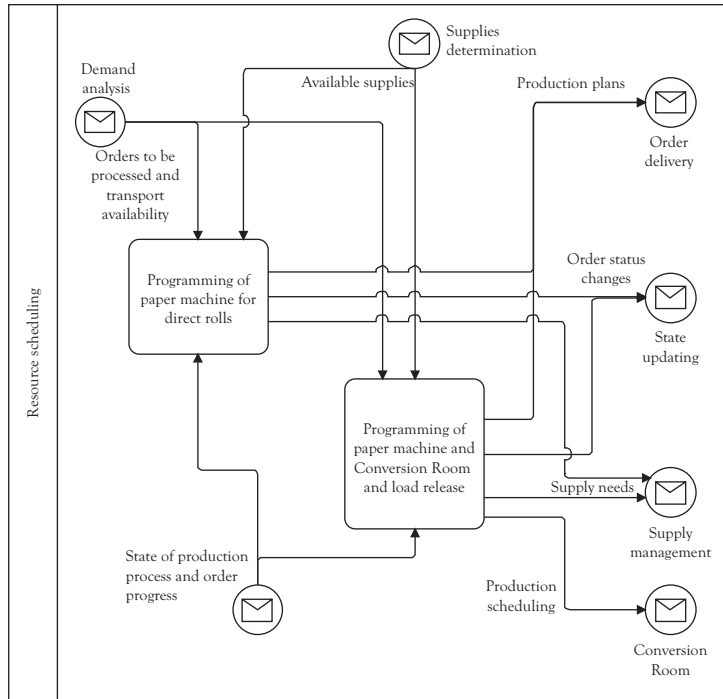 Resource scheduling
Supplies
determination
Demand
analysis
Available supplies
Production plans
Order
delivery
Orders to be
processed and
transport
availability
Programming of
paper machine for
direct rolls
Order status
changes
State
updating
Programming of
paper machine and
Conversion Room
and load release
Supply needs
Supply
management
State of production
process and order
progress
Production
scheduling
Conversion
Room